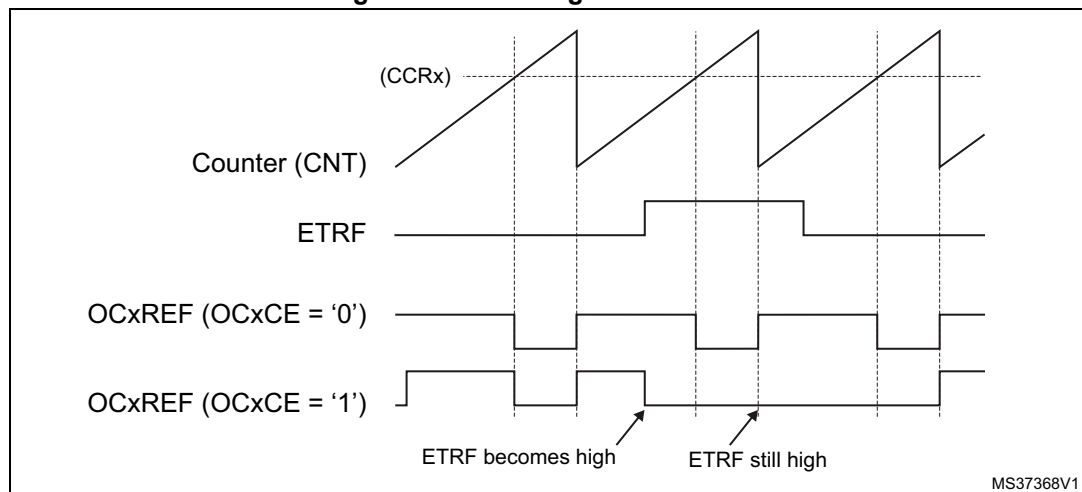 (CCRx)
Counter (CNT)
ETRF
OCxREF (OCxCE = ‘0’)
OCxREF (OCxCE = ‘1’)
ETRF becomes high
ETRF still high
MS37368V1